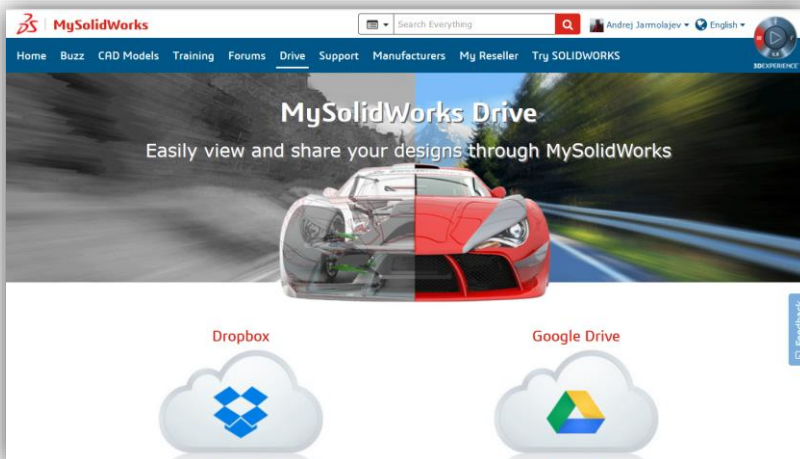 MySolidWorks
Search Everything
Andrej Jarmolajev
English
Home Buzz CAD Models Training Forums Drive Support Manufacturers My Reseller Try SOLIDWORKS
3DEXPERIENCE
MySolidWorks Drive
Easily view and share your designs through MySolidWorks
Feedback
Dropbox
Google Drive